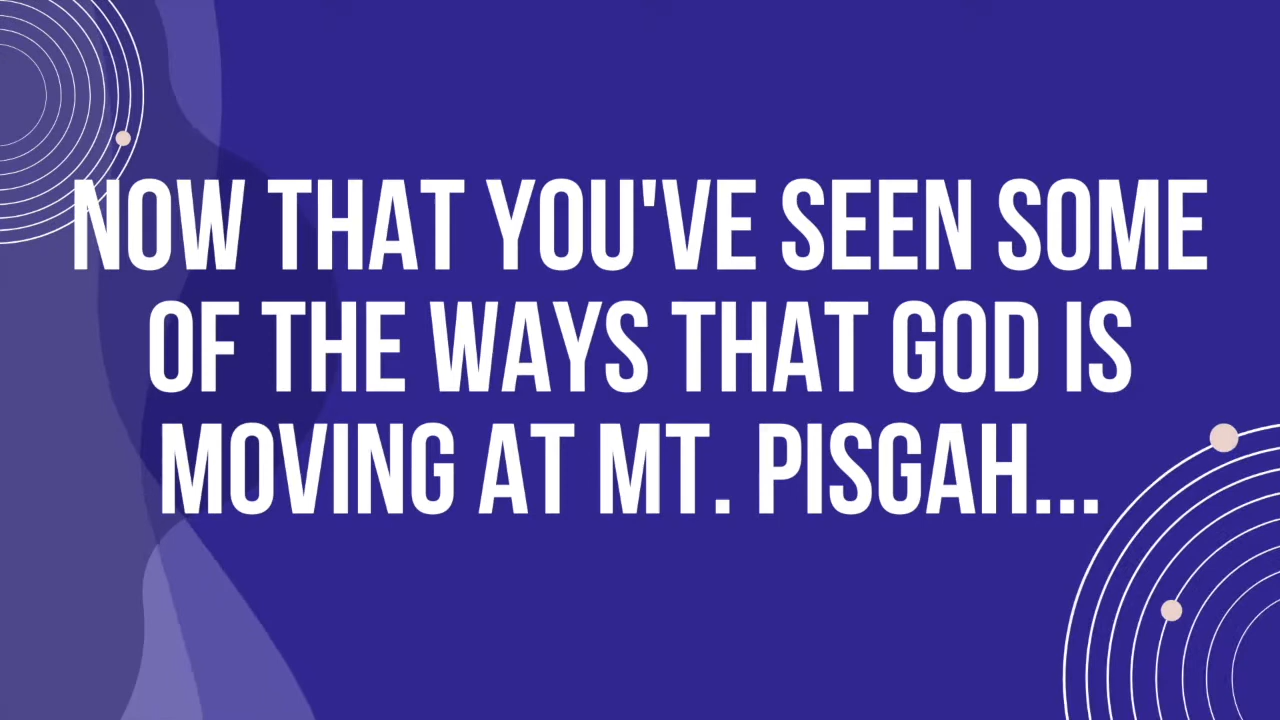 NOW THAT YOU'VE SEEN SOME
OF THE WAYS THAT GOD IS
MOVING AT MT. PISGAH...